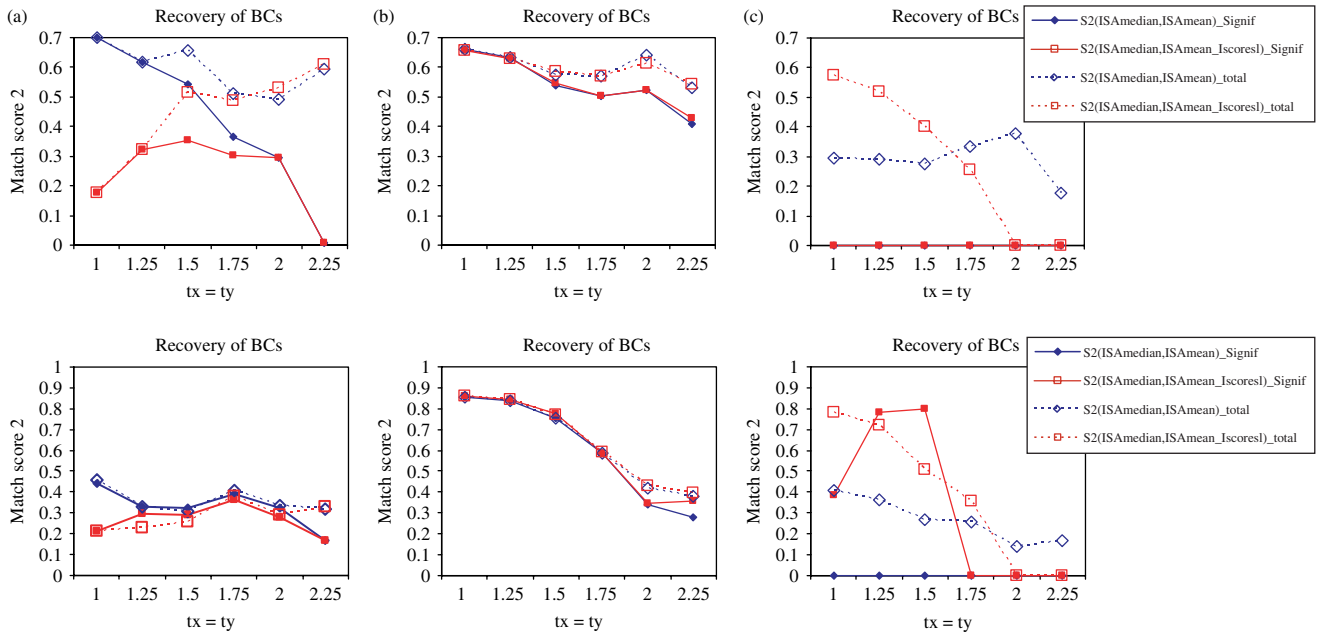 (a)
Recovery of BCs
0.7
0.6
0.5
0.4
0.3
0.2
0.1
0
Match score 2
1 1.25 1.5 1.75 2 2.25
tx = ty
(b)
Recovery of BCs
0.7
0.6
0.5
0.4
0.3
0.2
0.1
0
Match score 2
1 1.25 1.5 1.75 2 2.25
tx = ty
(c)
Recovery of BCs
0.7
0.6
0.5
0.4
0.3
0.2
0.1
0
Match score 2
1 1.25 1.5 1.75 2 2.25
tx = ty
S2(ISAmedian,ISAmean)_Signif
S2(ISAmedian,ISAmean_Iscoresl)_Signif
S2(ISAmedian,ISAmean)_total
S2(ISAmedian,ISAmean_Iscoresl)_total
Recovery of BCs
1
0.9
0.8
0.7
0.6
0.5
0.4
0.3
0.2
0.1
0
Match score 2
1 1.25 1.5 1.75 2 2.25
tx = ty
Recovery of BCs
1
0.9
0.8
0.7
0.6
0.5
0.4
0.3
0.2
0.1
0
Match score 2
1 1.25 1.5 1.75 2 2.25
tx = ty
Recovery of BCs
1
0.9
0.8
0.7
0.6
0.5
0.4
0.3
0.2
0.1
0
Match score 2
1 1.25 1.5 1.75 2 2.25
tx = ty
S2(ISAmedian,ISAmean)_Signif
S2(ISAmedian,ISAmean_Iscoresl)_Signif
S2(ISAmedian,ISAmean)_total
S2(ISAmedian,ISAmean_Iscoresl)_total